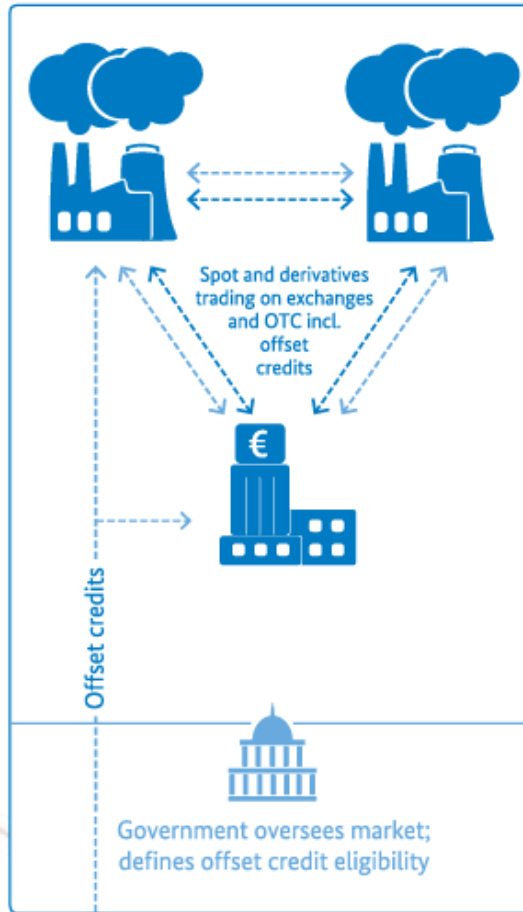 Spot and derivatives
trading on exchanges
and OTC incl.
offset
credits
€
Offset credits
Government oversees market;
defines offset credit eligibility